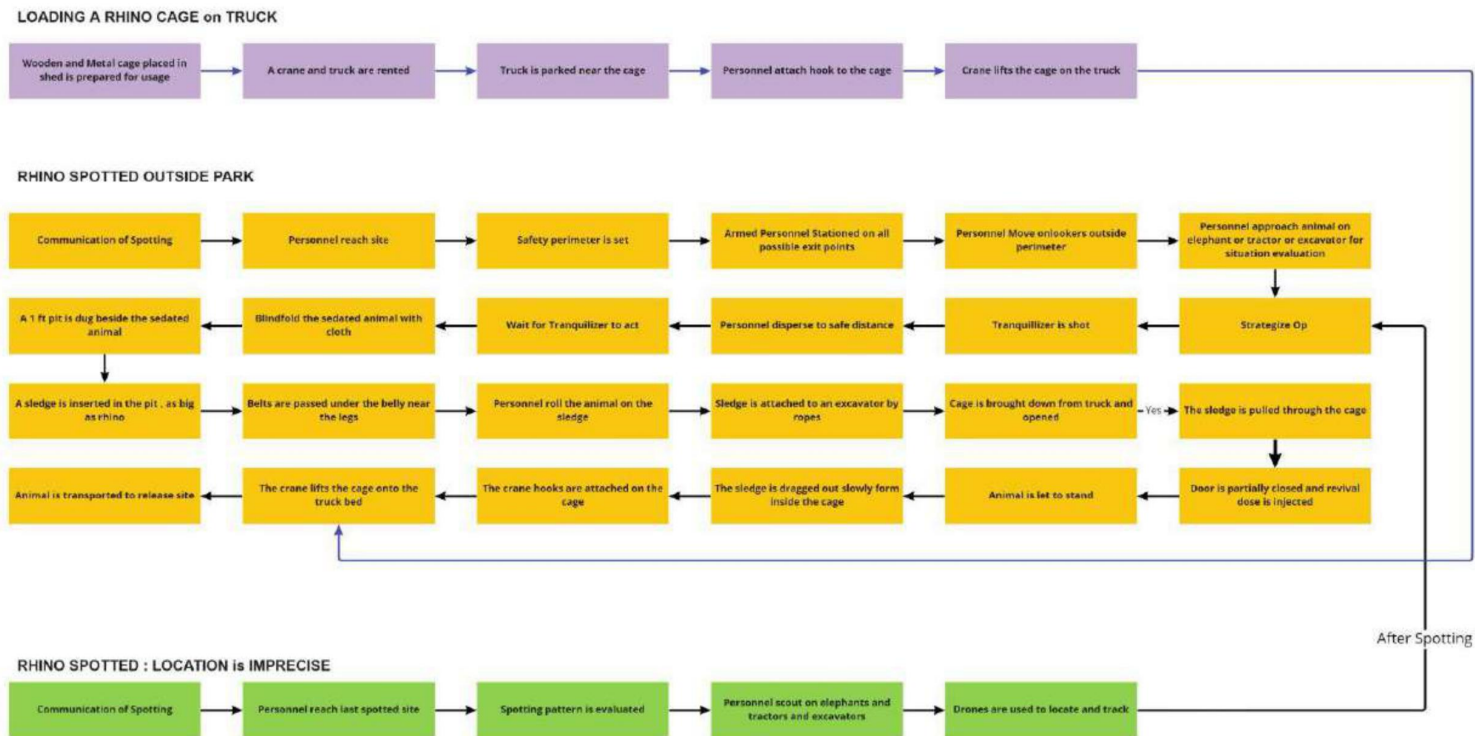 LOADING A RHINO CAGE on TRUCK
Wooden and Metal cage placed in
shed is prepared for usage
A crane and truck are rented
Truck is parked near the cage
Personnel attach hook to the cage
Crane lifts the cage on the truck
RHINO SPOTTED OUTSIDE PARK
Communication of Spotting
Personnel reach site
Safety perimeter is set
Armed Personnel Stationed on all
possible exit points
Personnel Move onlookers outside
perimeter
Personnel approach animal on
elephant or tractor or excavator for
situation evaluation
Strategize Op
Tranquillizer is shot
Personnel disperse to safe distance
Wait for Tranquilizer to act
Blindfold the sedated animal with
cloth
A 1 ft pit is dug beside the sedated
animal
A sledge is inserted in the pit , as big
as rhino
Belts are passed under the belly near
the legs
Personnel roll the animal on the
sledge
Sledge is attached to an excavator by
ropes
Cage is brought down from truck and
opened
Yes
The sledge is pulled through the cage
Door is partially closed and revival
dose is injected
Animal is let to stand
The sledge is dragged out slowly form
inside the cage
The crane hooks are attached on the
cage
The crane lifts the cage onto the
truck bed
Animal is transported to release site
After Spotting
RHINO SPOTTED : LOCATION is IMPRECISE
Communication of Spotting
Personnel reach last spotted site
Spotting pattern is evaluated
Personnel scout on elephants and
tractors and excavators
Drones are used to locate and track